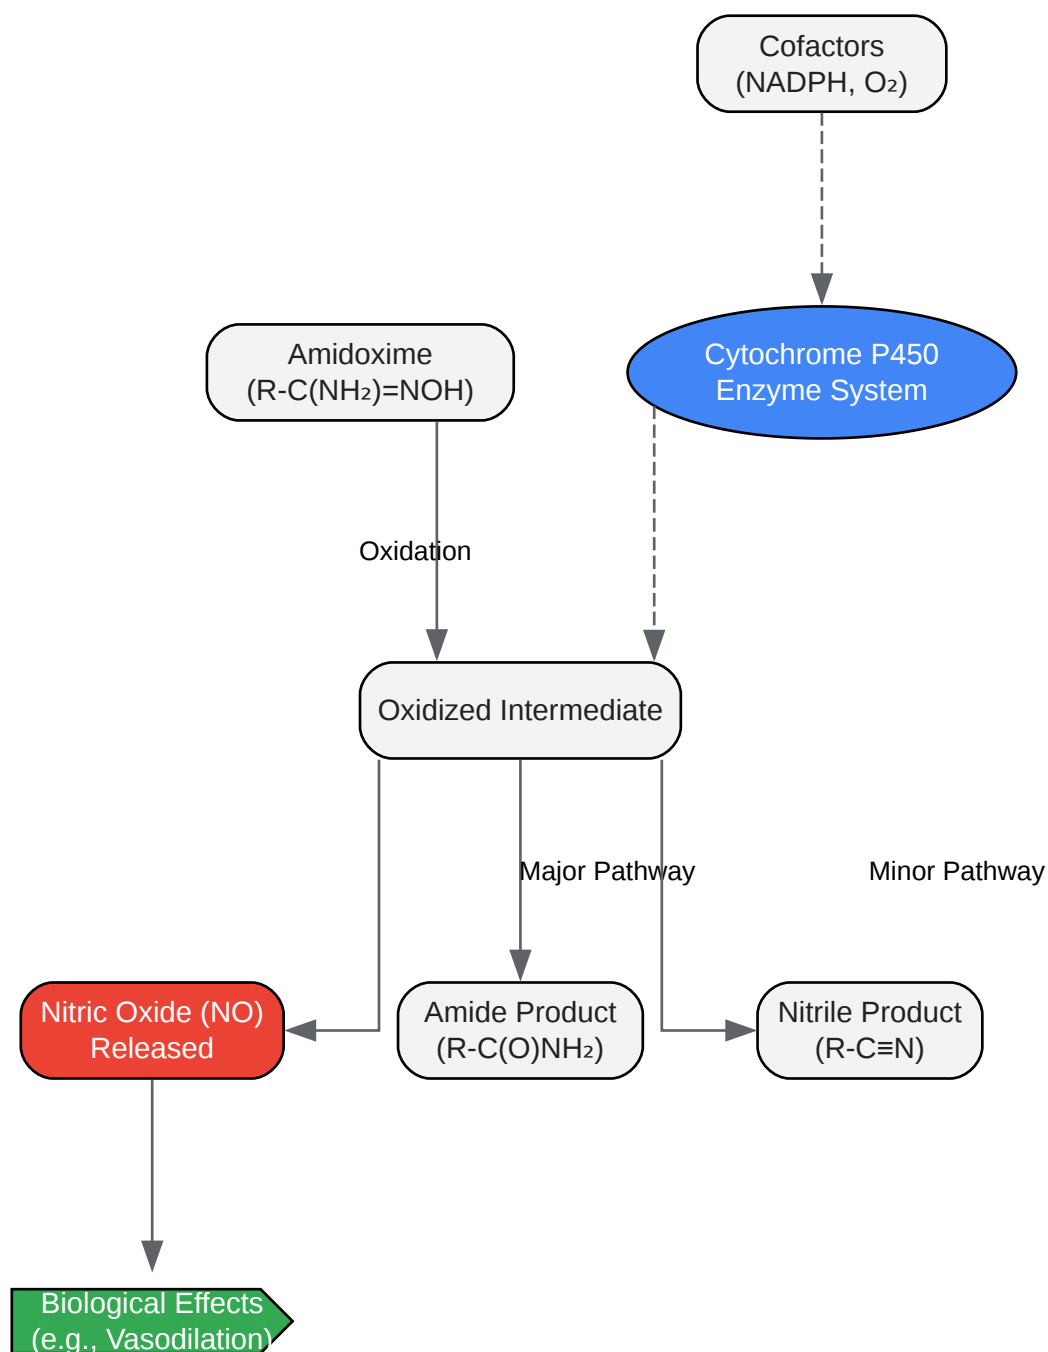 Cofactors
(NADPH, O₂)
Amidoxime
(R-C(NH₂)=NOH)
Cytochrome P450
Enzyme System
Oxidation
Oxidized Intermediate
Major Pathway
Minor Pathway
Nitric Oxide (NO)
Released
Amide Product
(R-C(O)NH₂)
Nitrile Product
(R-C≡N)
Biological Effects
(e.g., Vasodilation)